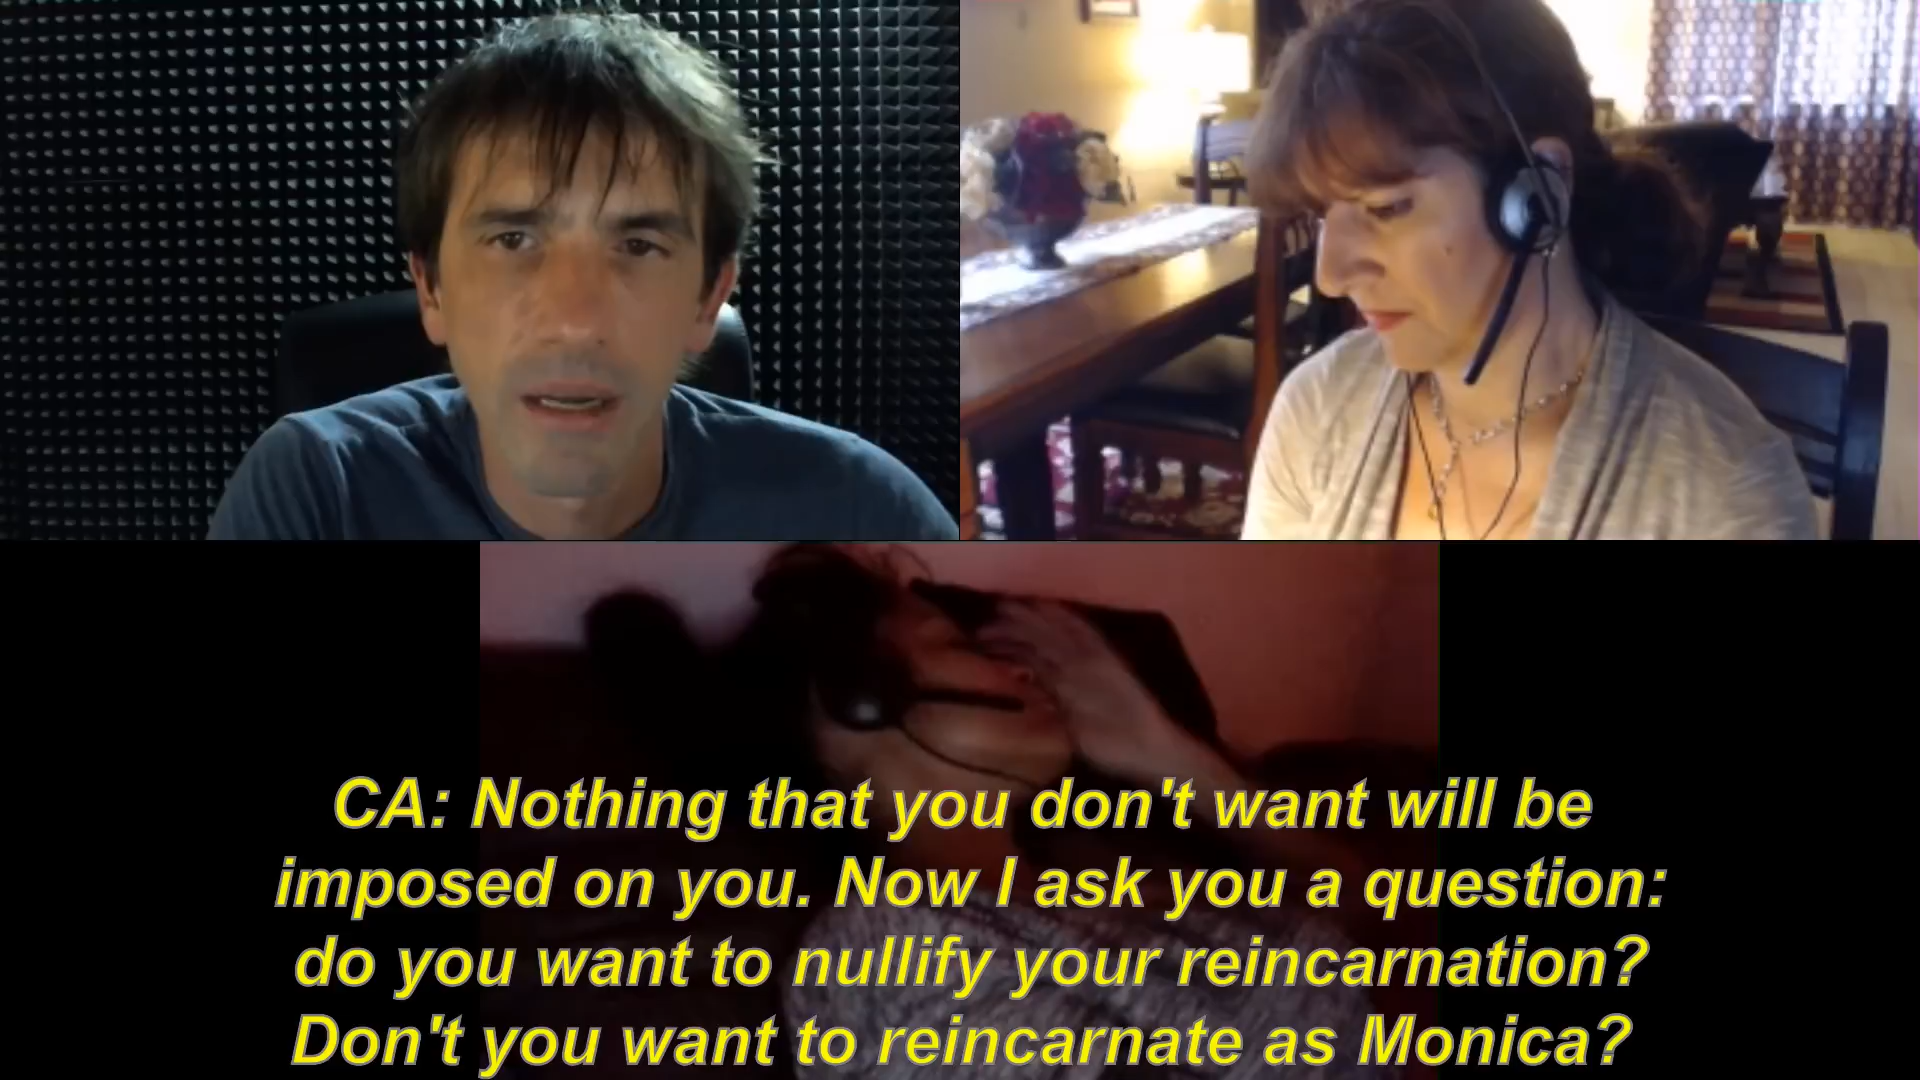 CA: Nothing that you don't want will be
imposed on you. Now I ask you a question:
do you want to nullify your reincarnation?
Don't you want to reincarnate as Monica?